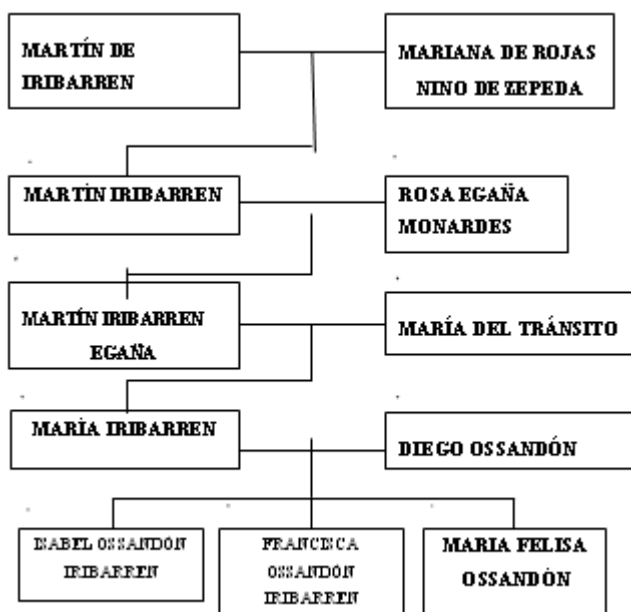 MARTÍN DE
IRIBARREN
MARIANA DE ROJAS
NINO DE ZEPEDA
MARTÍN IRIBARREN
ROSA EGAÑA
MONARDES
MARTÍN IRIBARREN
EGAÑA
MARÍA DEL TRÁNSITO
MARÍA IRIBARREN
DIEGO OSSANDÓN
ISABEL OSSANDÓN
IRIBARREN
FRANCISCA
OSSANDÓN
IRIBARREN
MARIA FELISA
OSSANDÓN